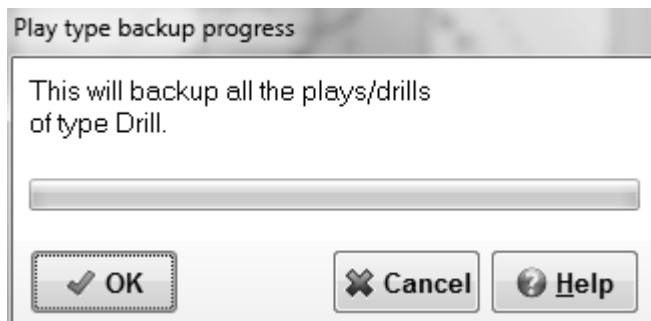 Play type backup progress
This will backup all the plays/drills
of type Drill.
OK Cancel Help